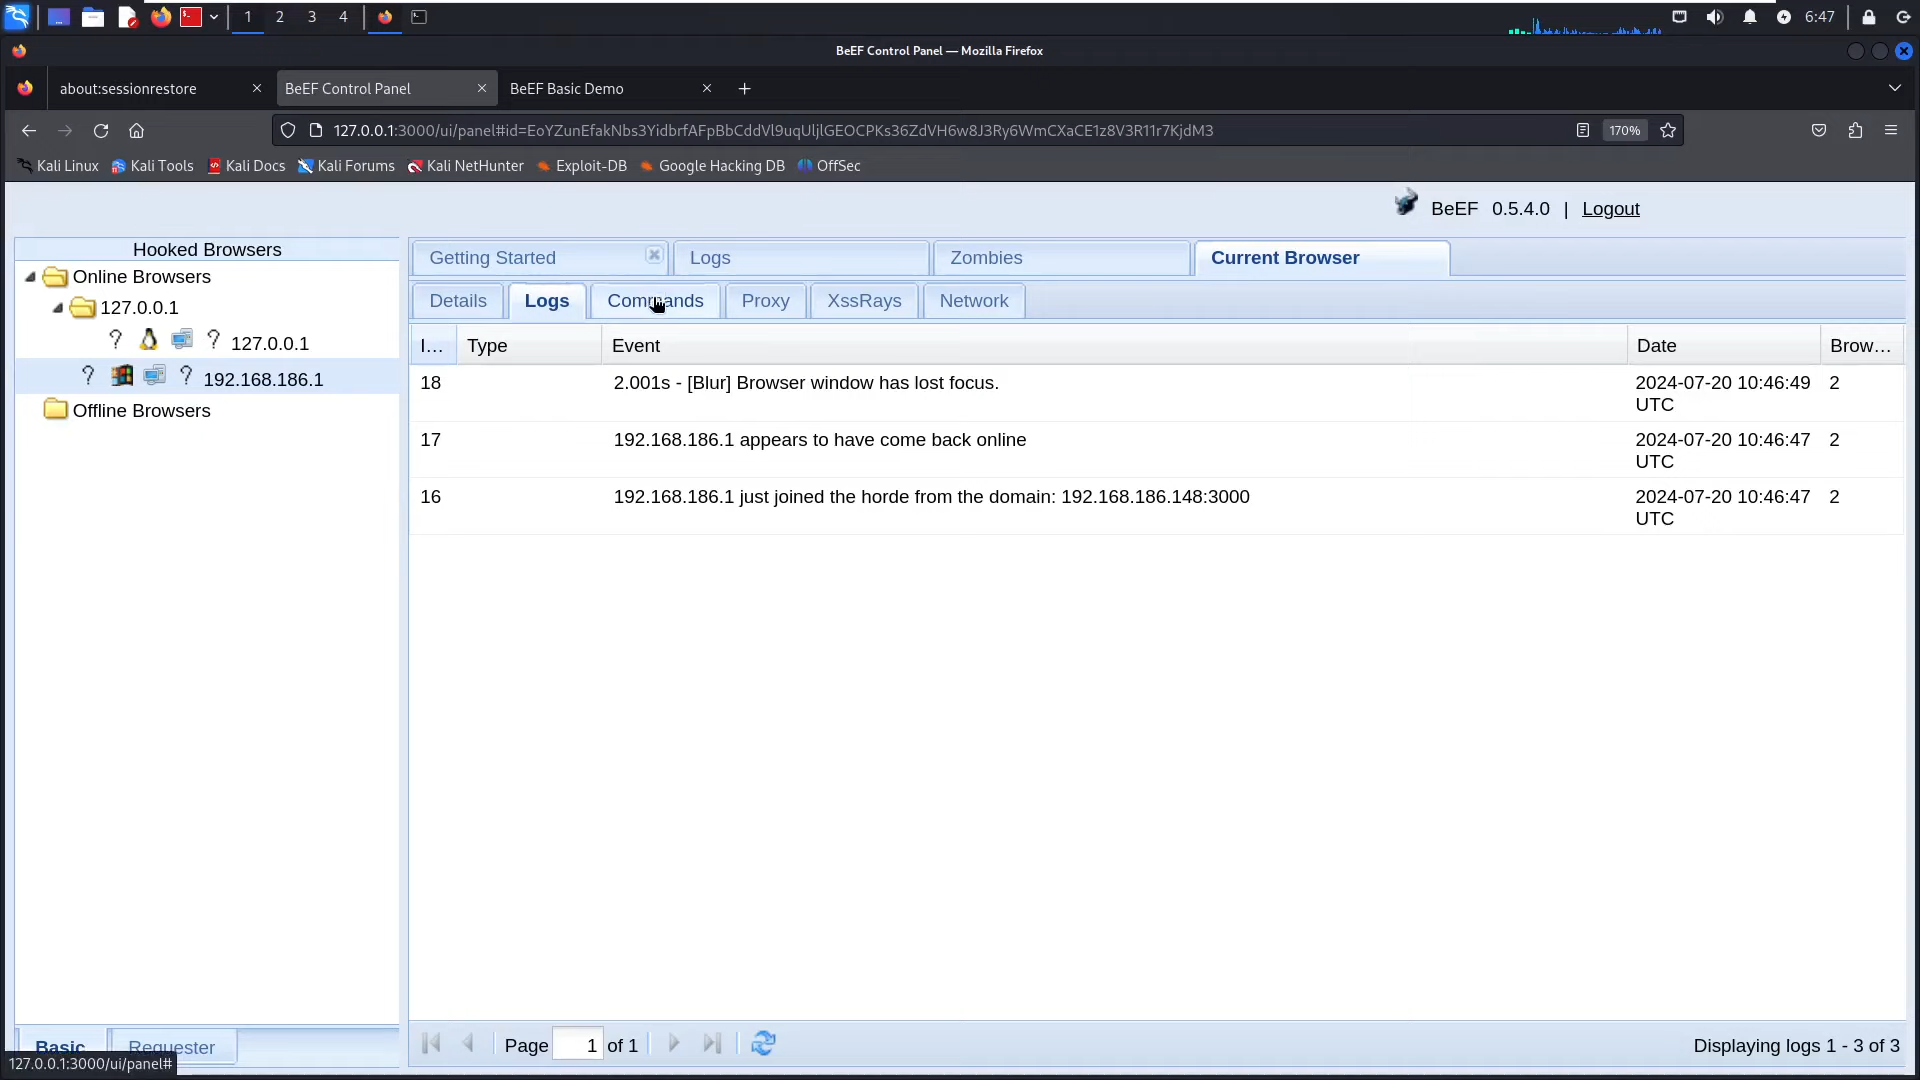 1 2 3 4 6:47
BeEF Control Panel — Mozilla Firefox
about:sessionrestore BeEF Control Panel BeEF Basic Demo
127.0.0.1:3000/ui/panel#id=EoYZunEfakNbs3YidbrfAFpBbCddVl9uqUljlGEOCPKs36ZdVH6w8J3Ry6WmCXaCE1z8V3R11r7KjdM3 170%
Kali Linux Kali Tools Kali Docs Kali Forums Kali NetHunter Exploit-DB Google Hacking DB OffSec
BeEF 0.5.4.0 | Logout
Hooked Browsers
Online Browsers
127.0.0.1
? ? 127.0.0.1
? ? 192.168.186.1
Offline Browsers
Getting Started Logs Zombies Current Browser
Details Logs Commands Proxy XssRays Network
I... Type Event Date Brow...
18 2.001s - [Blur] Browser window has lost focus. 2024-07-20 10:46:49 2
UTC
17 192.168.186.1 appears to have come back online 2024-07-20 10:46:47 2
UTC
16 192.168.186.1 just joined the horde from the domain: 192.168.186.148:3000 2024-07-20 10:46:47 2
UTC
Basic Requester
Page 1 of 1 Displaying logs 1 - 3 of 3
127.0.0.1:3000/ui/panel#